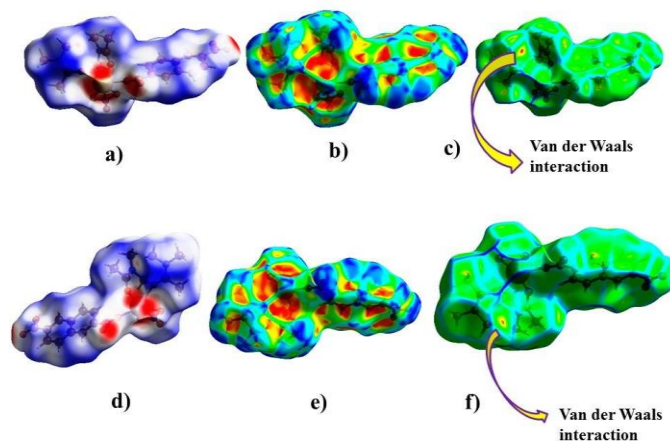 a)
b)
c)
Van der Waals
interaction
d)
e)
f)
Van der Waals
interaction